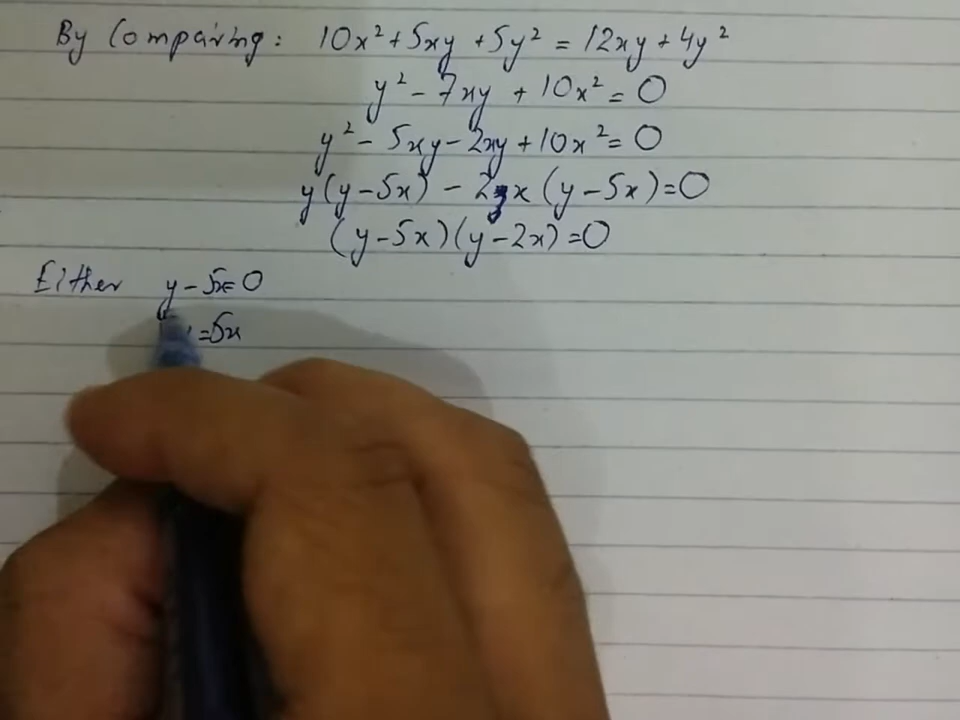 By Comparing: 10x² + 5xy + 5y² = 12xy + 4y²
y² - 7xy + 10x² = 0
y² - 5xy - 2xy + 10x² = 0
y(y - 5x) - 2x(y - 5x) = 0
(y - 5x)(y - 2x) = 0
Either y - 5x = 0
= 5x